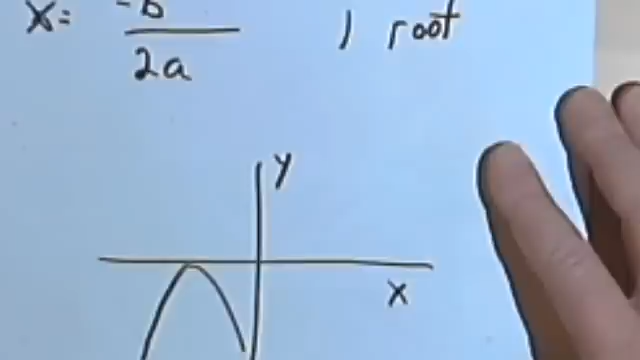 x= -b
2a
1 root
y
x